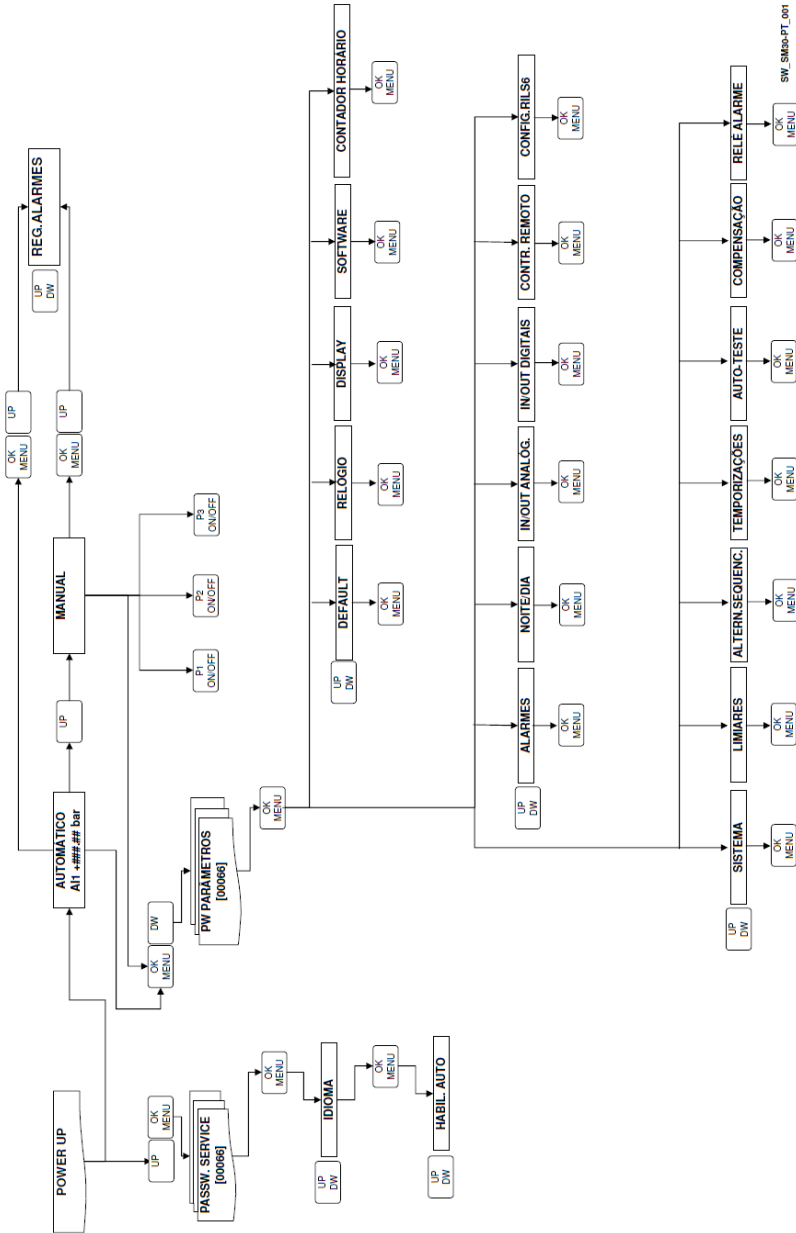 POWER UP
AUTOMÁTICO
AI1 +###.## bar
UP
MANUAL
OK
MENU
UP
OK
MENU
UP
UP
DW
REG.ALARMES
P1
ON/OFF
P2
ON/OFF
P3
ON/OFF
UP
OK
MENU
PASSW. SERVICE
[00066]
OK
MENU
UP
DW
IDIOMA
OK
MENU
UP
DW
HABIL. AUTO
OK
MENU
DW
PW PARÂMETROS
[00066]
OK
MENU
UP
DW
DEFAULT
RELÓGIO
DISPLAY
SOFTWARE
CONTADOR HORÁRIO
OK
MENU
OK
MENU
OK
MENU
OK
MENU
OK
MENU
UP
DW
ALARMES
NOITE/DIA
IN/OUT ANALÓG.
IN/OUT DIGITAIS
CONTR. REMOTO
CONFIG.RILS6
OK
MENU
OK
MENU
OK
MENU
OK
MENU
OK
MENU
OK
MENU
UP
DW
SISTEMA
LIMIARES
ALTERN.SEQUENC.
TEMPORIZAÇÕES
AUTO-TESTE
COMPENSAÇÃO
RELÉ ALARME
OK
MENU
OK
MENU
OK
MENU
OK
MENU
OK
MENU
OK
MENU
OK
MENU
SW_SM30-PT_001